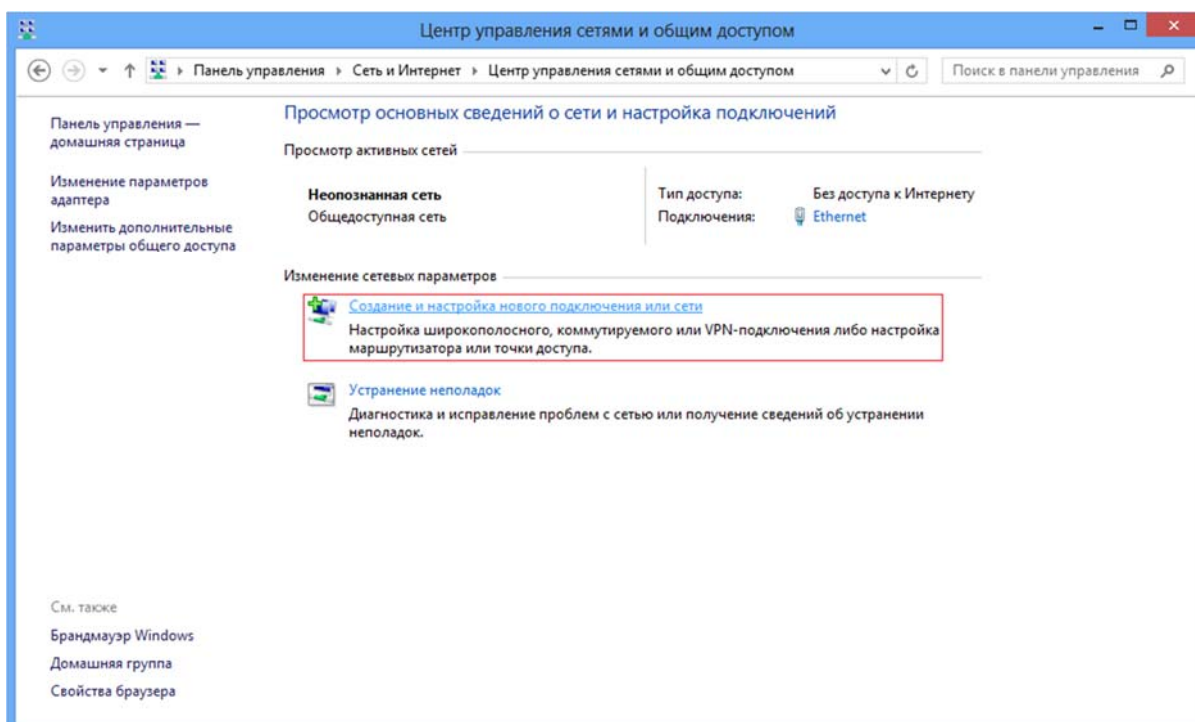 Центр управления сетями и общим доступом
Панель управления
Сеть и Интернет
Центр управления сетями и общим доступом
Поиск в панели управления
Панель управления —
домашняя страница
Изменение параметров
адаптера
Изменить дополнительные
параметры общего доступа
Просмотр основных сведений о сети и настройка подключений
Просмотр активных сетей
Неопознанная сеть
Общедоступная сеть
Тип доступа: Без доступа к Интернету
Подключения: Ethernet
Изменение сетевых параметров
Создание и настройка нового подключения или сети
Настройка широкополосного, коммутируемого или VPN-подключения либо настройка
маршрутизатора или точки доступа.
Устранение неполадок
Диагностика и исправление проблем с сетью или получение сведений об устранении
неполадок.
См. также
Брандмауэр Windows
Домашняя группа
Свойства браузера